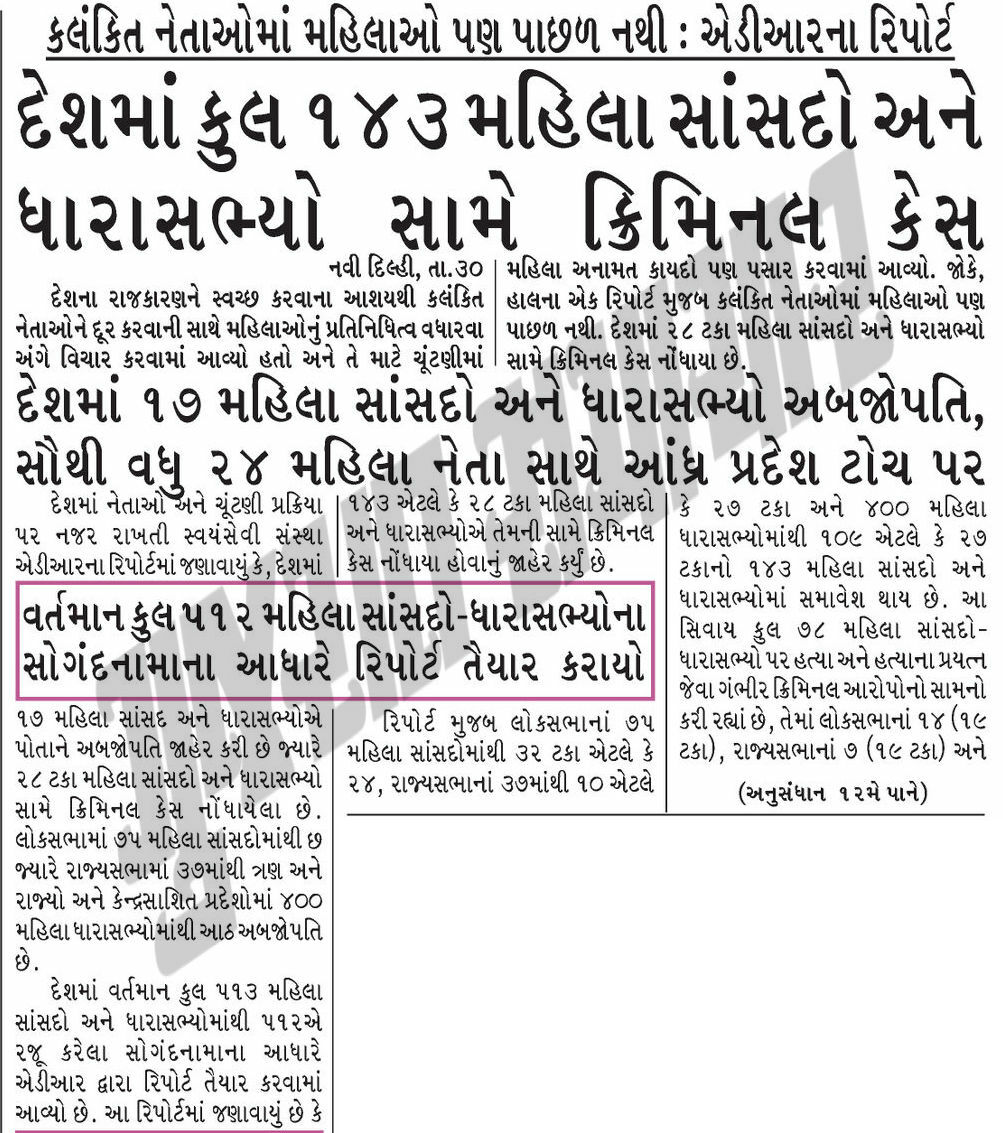 કલંકિત નેતાઓમાં મહિલાઓ પણ પાછળ નથી : એડીઆરના રિપોર્ટ
દેશમાં કુલ ૧૪૩ મહિલા સાંસદો અને
ધારાસભ્યો સામે ક્રિમિનલ કેસ
નવી દિલ્હી, તા.૩૦
દેશના રાજકારણને સ્વચ્છ કરવાના આશયથી કલંકિત
નેતાઓને દૂર કરવાની સાથે મહિલાઓનું પ્રતિનિધિત્વ વધારવા
અંગે વિચાર કરવામાં આવ્યો હતો અને તે માટે ચૂંટણીમાં
મહિલા અનામત કાયદો પણ પસાર કરવામાં આવ્યો. જોકે,
હાલના એક રિપોર્ટ મુજબ કલંકિત નેતાઓમાં મહિલાઓ પણ
પાછળ નથી. દેશમાં ૨૮ ટકા મહિલા સાંસદો અને ધારાસભ્યો
સામે ક્રિમિનલ કેસ નોંધાયા છે.
દેશમાં ૧૭ મહિલા સાંસદો અને ધારાસભ્યો અબજોપતિ,
સૌથી વધુ ૨૪ મહિલા નેતા સાથે આંધ્ર પ્રદેશ ટોચ પર
દેશમાં નેતાઓ અને ચૂંટણી પ્રક્રિયા
પર નજર રાખતી સ્વયંસેવી સંસ્થા
એડીઆરના રિપોર્ટમાં જણાવાયું કે, દેશમાં
વર્તમાન કુલ ૫૧૨ મહિલા સાંસદો-ધારાસભ્યોના
સોગંદનામાના આધારે રિપોર્ટ તૈયાર કરાયો
૧૭ મહિલા સાંસદ અને ધારાસભ્યોએ
પોતાને અબજોપતિ જાહેર કરી છે જ્યારે
૨૮ ટકા મહિલા સાંસદો અને ધારાસભ્યો
સામે ક્રિમિનલ કેસ નોંધાયેલા છે.
લોકસભામાં ૭૫ મહિલા સાંસદોમાંથી છ
જ્યારે રાજ્યસભામાં ૩૭માંથી ત્રણ અને
રાજ્યો અને કેન્દ્રસાશિત પ્રદેશોમાં ૪૦૦
મહિલા ધારાસભ્યોમાંથી આઠ અબજોપતિ
છે.
દેશમાં વર્તમાન કુલ ૫૧૩ મહિલા
સાંસદો અને ધારાસભ્યોમાંથી ૫૧૨એ
રજૂ કરેલા સોગંદનામાના આધારે
એડીઆર દ્વારા રિપોર્ટ તૈયાર કરવામાં
આવ્યો છે. આ રિપોર્ટમાં જણાવાયું છે કે
૧૪૩ એટલે કે ૨૮ ટકા મહિલા સાંસદો
અને ધારાસભ્યોએ તેમની સામે ક્રિમિનલ
કેસ નોંધાયા હોવાનું જાહેર કર્યું છે.
રિપોર્ટ મુજબ લોકસભાનાં ૭૫
મહિલા સાંસદોમાંથી ૩૨ ટકા એટલે કે
૨૪, રાજ્યસભાનાં ૩૭માંથી ૧૦ એટલે
કે ૨૭ ટકા અને ૪૦૦ મહિલા
ધારાસભ્યોમાંથી ૧૦૯ એટલે કે ૨૭
ટકાનો ૧૪૩ મહિલા સાંસદો અને
ધારાસભ્યોમાં સમાવેશ થાય છે. આ
સિવાય કુલ ૭૮ મહિલા સાંસદો-
ધારાસભ્યો પર હત્યા અને હત્યાના પ્રયત્ન
જેવા ગંભીર ક્રિમિનલ આરોપોનો સામનો
કરી રહ્યાં છે, તેમાં લોકસભાનાં ૧૪ (૧૯
ટકા), રાજ્યસભાનાં ૭ (૧૯ ટકા) અને
(અનુસંધાન ૧૨મે પાને)